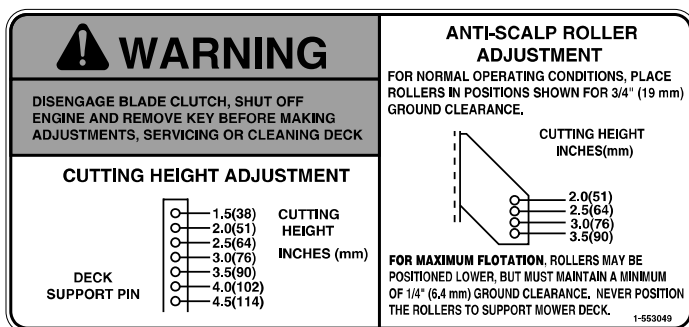 WARNING
DISENGAGE BLADE CLUTCH, SHUT OFF
ENGINE AND REMOVE KEY BEFORE MAKING
ADJUSTMENTS, SERVICING OR CLEANING DECK
CUTTING HEIGHT ADJUSTMENT
1.5(38)
2.0(51)
2.5(64)
3.0(76)
3.5(90)
4.0(102)
4.5(114)
CUTTING
HEIGHT
INCHES (mm)
DECK
SUPPORT PIN
ANTI-SCALP ROLLER
ADJUSTMENT
FOR NORMAL OPERATING CONDITIONS, PLACE
ROLLERS IN POSITIONS SHOWN FOR 3/4" (19 mm)
GROUND CLEARANCE.
CUTTING HEIGHT
INCHES(mm)
2.0(51)
2.5(64)
3.0(76)
3.5(90)
FOR MAXIMUM FLOTATION, ROLLERS MAY BE
POSITIONED LOWER, BUT MUST MAINTAIN A MINIMUM
OF 1/4" (6.4 mm) GROUND CLEARANCE. NEVER POSITION
THE ROLLERS TO SUPPORT MOWER DECK.
1-553049